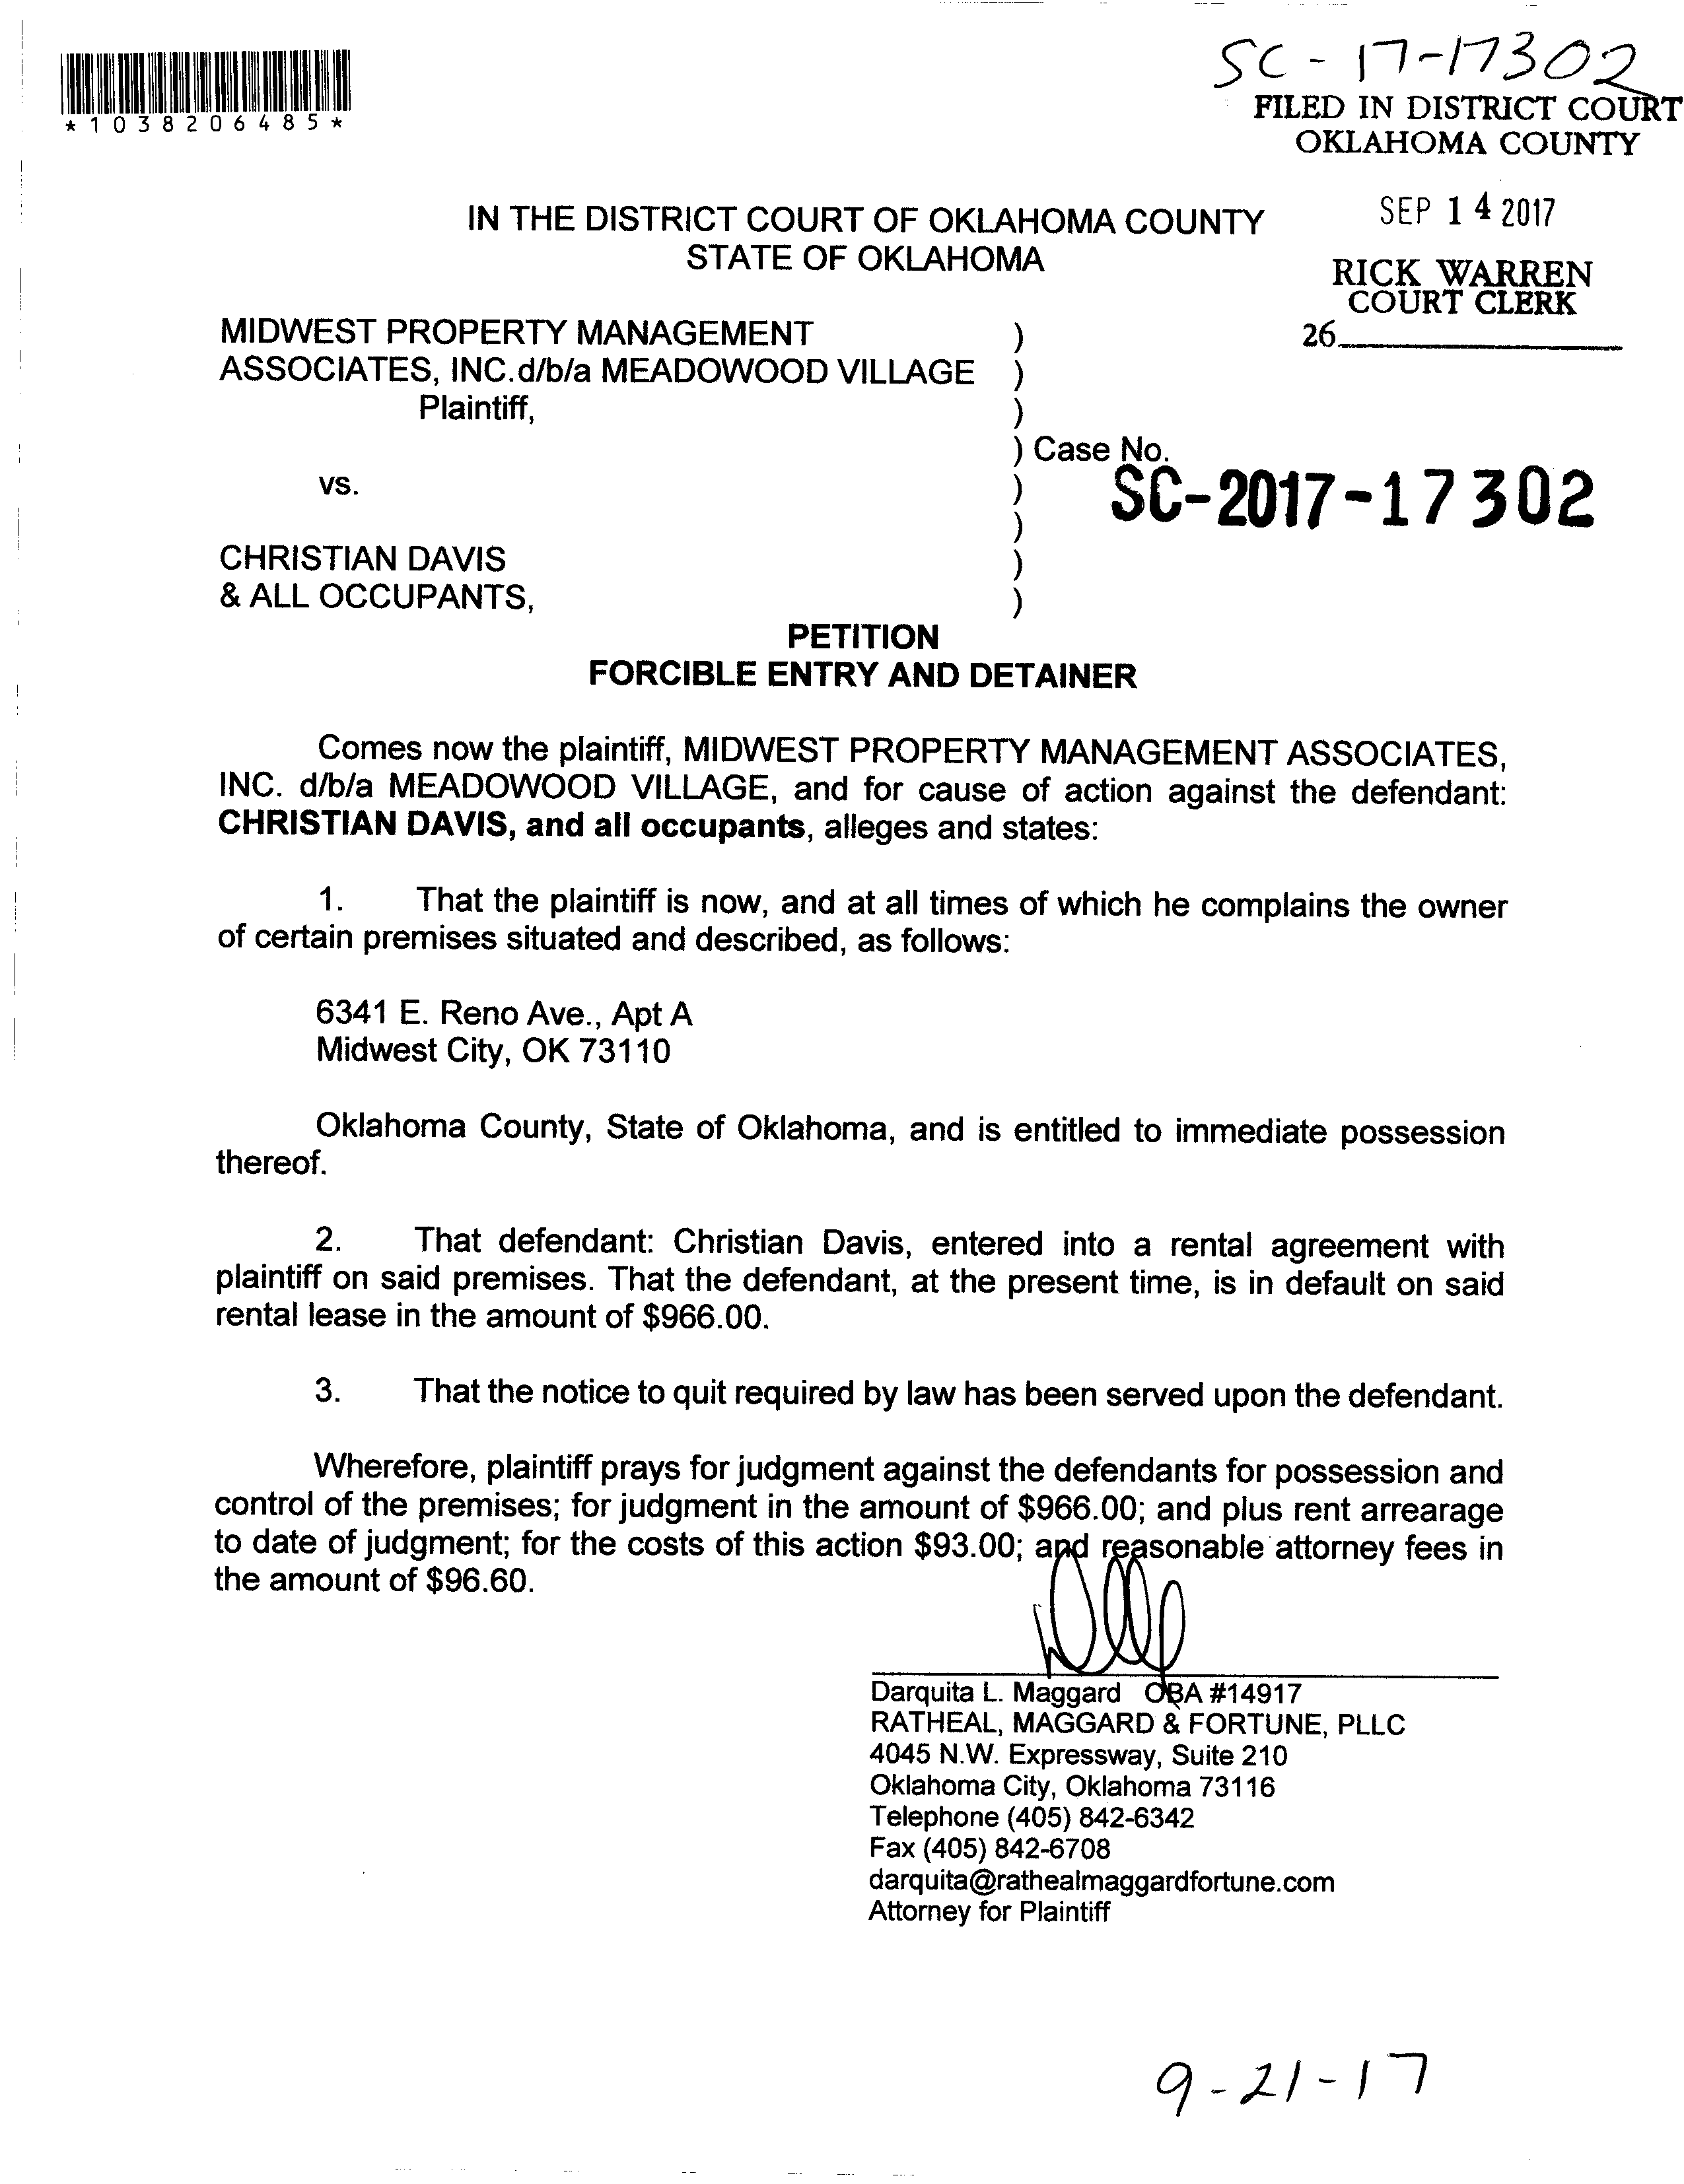 SC-17-17302
*1038206485*
FILED IN DISTRICT COURT
OKLAHOMA COUNTY
SEP 14 2017
RICK WARREN
COURT CLERK
26
IN THE DISTRICT COURT OF OKLAHOMA COUNTY
STATE OF OKLAHOMA
MIDWEST PROPERTY MANAGEMENT )
ASSOCIATES, INC.d/b/a MEADOWOOD VILLAGE )
Plaintiff, )
) Case No.
vs. ) SC-2017-17302
)
CHRISTIAN DAVIS )
& ALL OCCUPANTS, )
PETITION
FORCIBLE ENTRY AND DETAINER
Comes now the plaintiff, MIDWEST PROPERTY MANAGEMENT ASSOCIATES,
INC. d/b/a MEADOWOOD VILLAGE, and for cause of action against the defendant:
CHRISTIAN DAVIS, and all occupants, alleges and states:
1. That the plaintiff is now, and at all times of which he complains the owner
of certain premises situated and described, as follows:
6341 E. Reno Ave., Apt A
Midwest City, OK 73110
Oklahoma County, State of Oklahoma, and is entitled to immediate possession
thereof.
2. That defendant: Christian Davis, entered into a rental agreement with
plaintiff on said premises. That the defendant, at the present time, is in default on said
rental lease in the amount of $966.00.
3. That the notice to quit required by law has been served upon the defendant.
Wherefore, plaintiff prays for judgment against the defendants for possession and
control of the premises; for judgment in the amount of $966.00; and plus rent arrearage
to date of judgment; for the costs of this action $93.00; and reasonable attorney fees in
the amount of $96.60.
Darquita L. Maggard OBA #14917
RATHEAL, MAGGARD & FORTUNE, PLLC
4045 N.W. Expressway, Suite 210
Oklahoma City, Oklahoma 73116
Telephone (405) 842-6342
Fax (405) 842-6708
darquita@rathealmaggardfortune.com
Attorney for Plaintiff
9-21-17